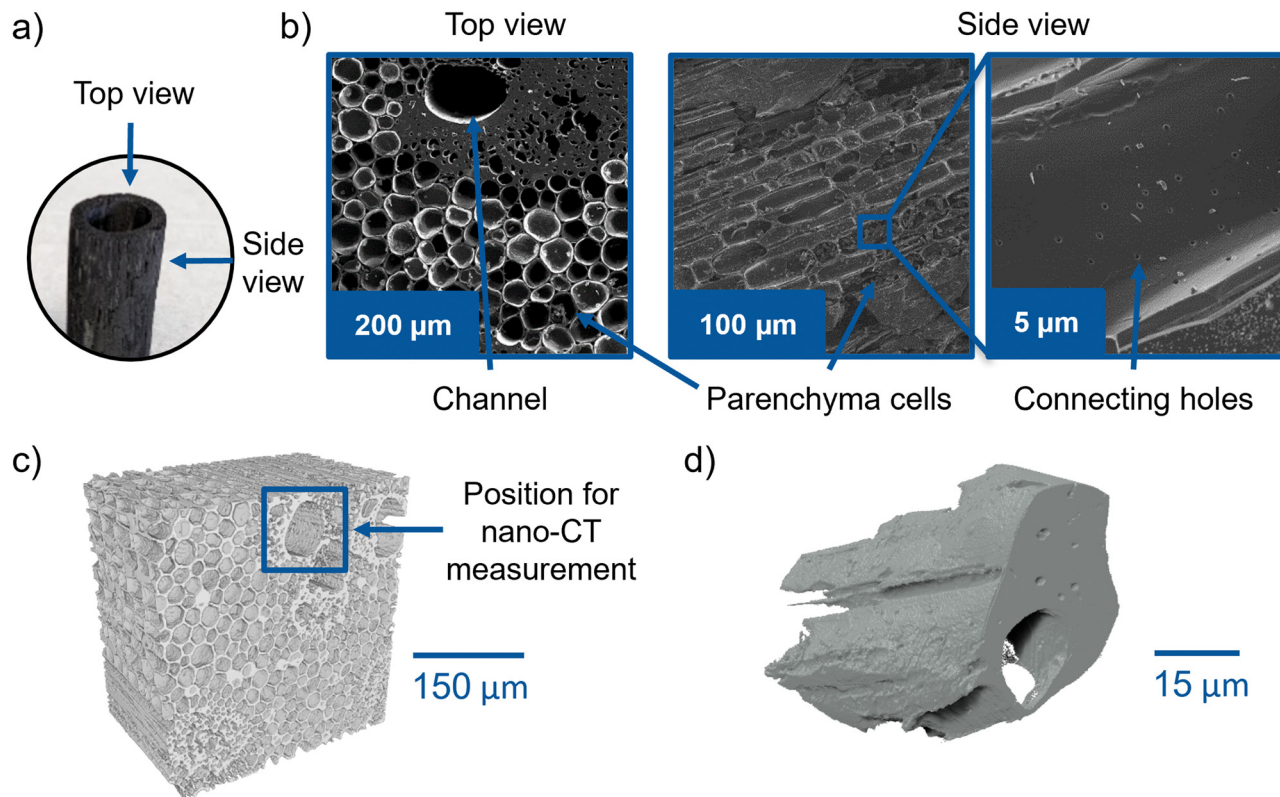 a)
Top view
Side
view
b)
Top view
Side view
200 µm
100 µm
5 µm
Channel
Parenchyma cells
Connecting holes
c)
Position for
nano-CT
measurement
150 µm
d)
15 µm